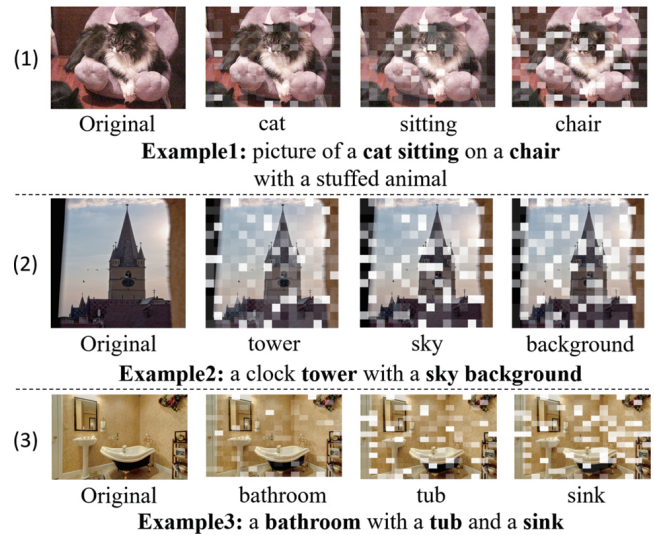 (1)
Original cat sitting chair
Example1: picture of a cat sitting on a chair
with a stuffed animal
(2)
Original tower sky background
Example2: a clock tower with a sky background
(3)
Original bathroom tub sink
Example3: a bathroom with a tub and a sink